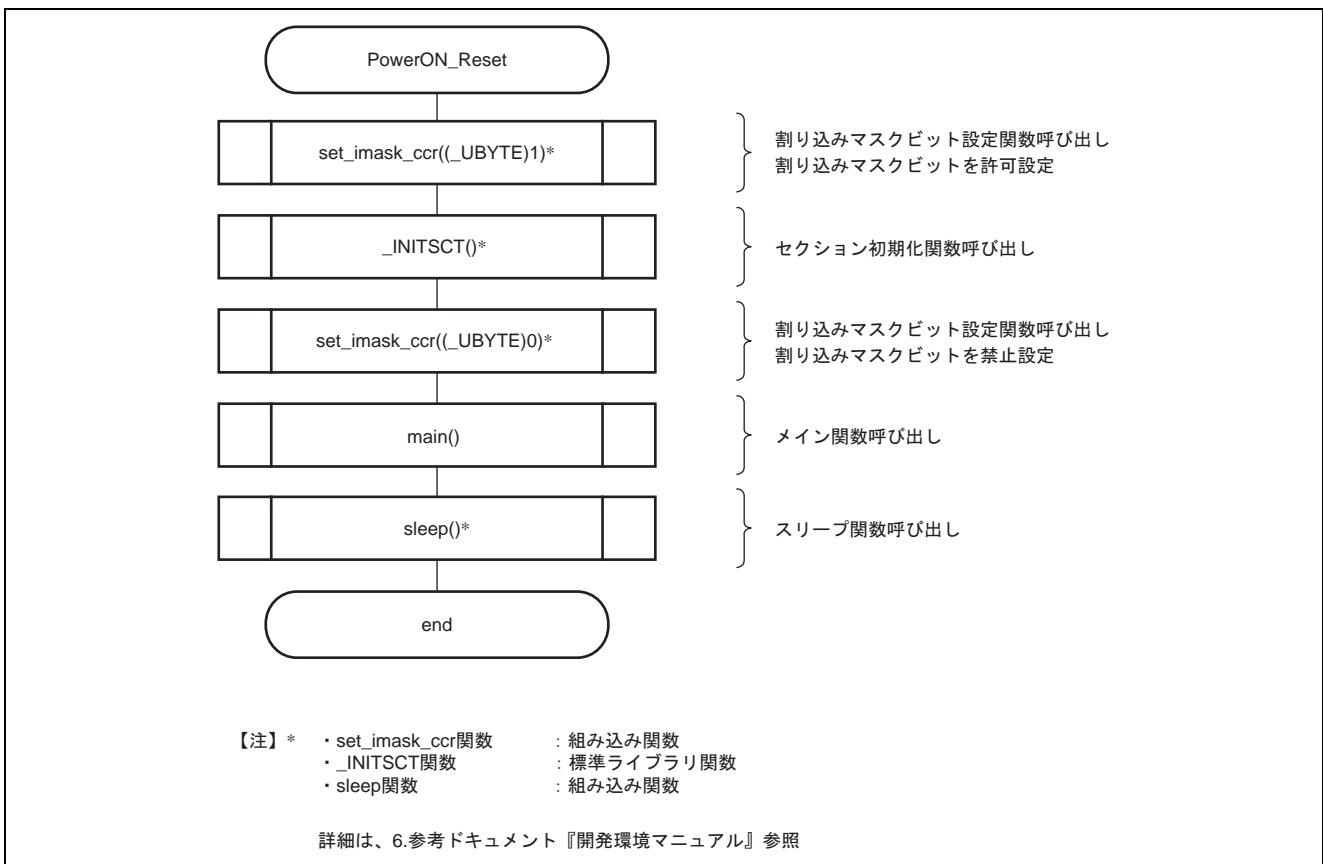 PowerON_Reset
set_imask_ccr((_UBYTE)1)*
割り込みマスクビット設定関数呼び出し
割り込みマスクビットを許可設定
_INITSCT()*
セクション初期化関数呼び出し
set_imask_ccr((_UBYTE)0)*
割り込みマスクビット設定関数呼び出し
割り込みマスクビットを禁止設定
main()
メイン関数呼び出し
sleep()*
スリープ関数呼び出し
end
【注】* ・set_imask_ccr関数 : 組み込み関数
・_INITSCT関数 : 標準ライブラリ関数
・sleep関数 : 組み込み関数
詳細は、6.参考ドキュメント『開発環境マニュアル』参照